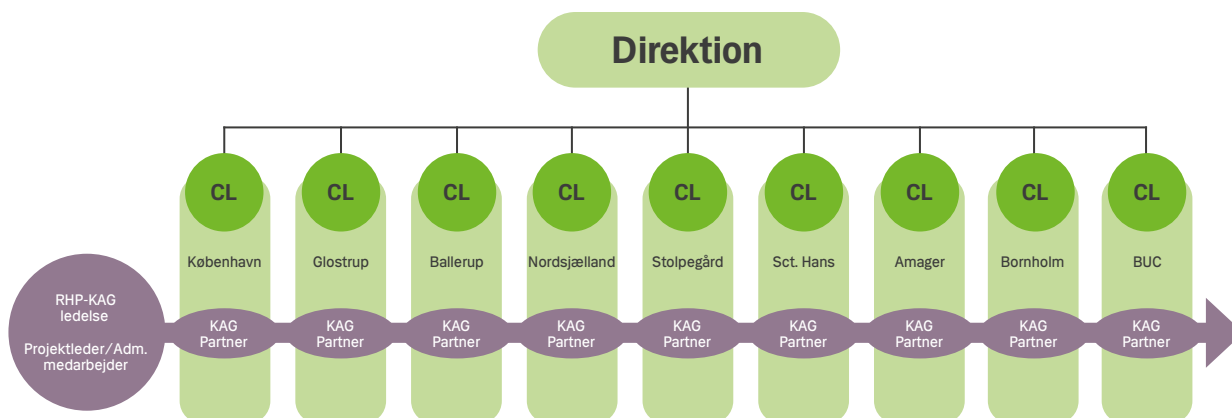 Direktion
CL CL CL CL CL CL CL CL CL
København Glostrup Ballerup Nordsjælland Stolpegård Sct. Hans Amager Bornholm BUC
RHP-KAG
ledelse
Projektleder/Adm.
medarbejder
KAG
Partner
KAG
Partner
KAG
Partner
KAG
Partner
KAG
Partner
KAG
Partner
KAG
Partner
KAG
Partner
KAG
Partner